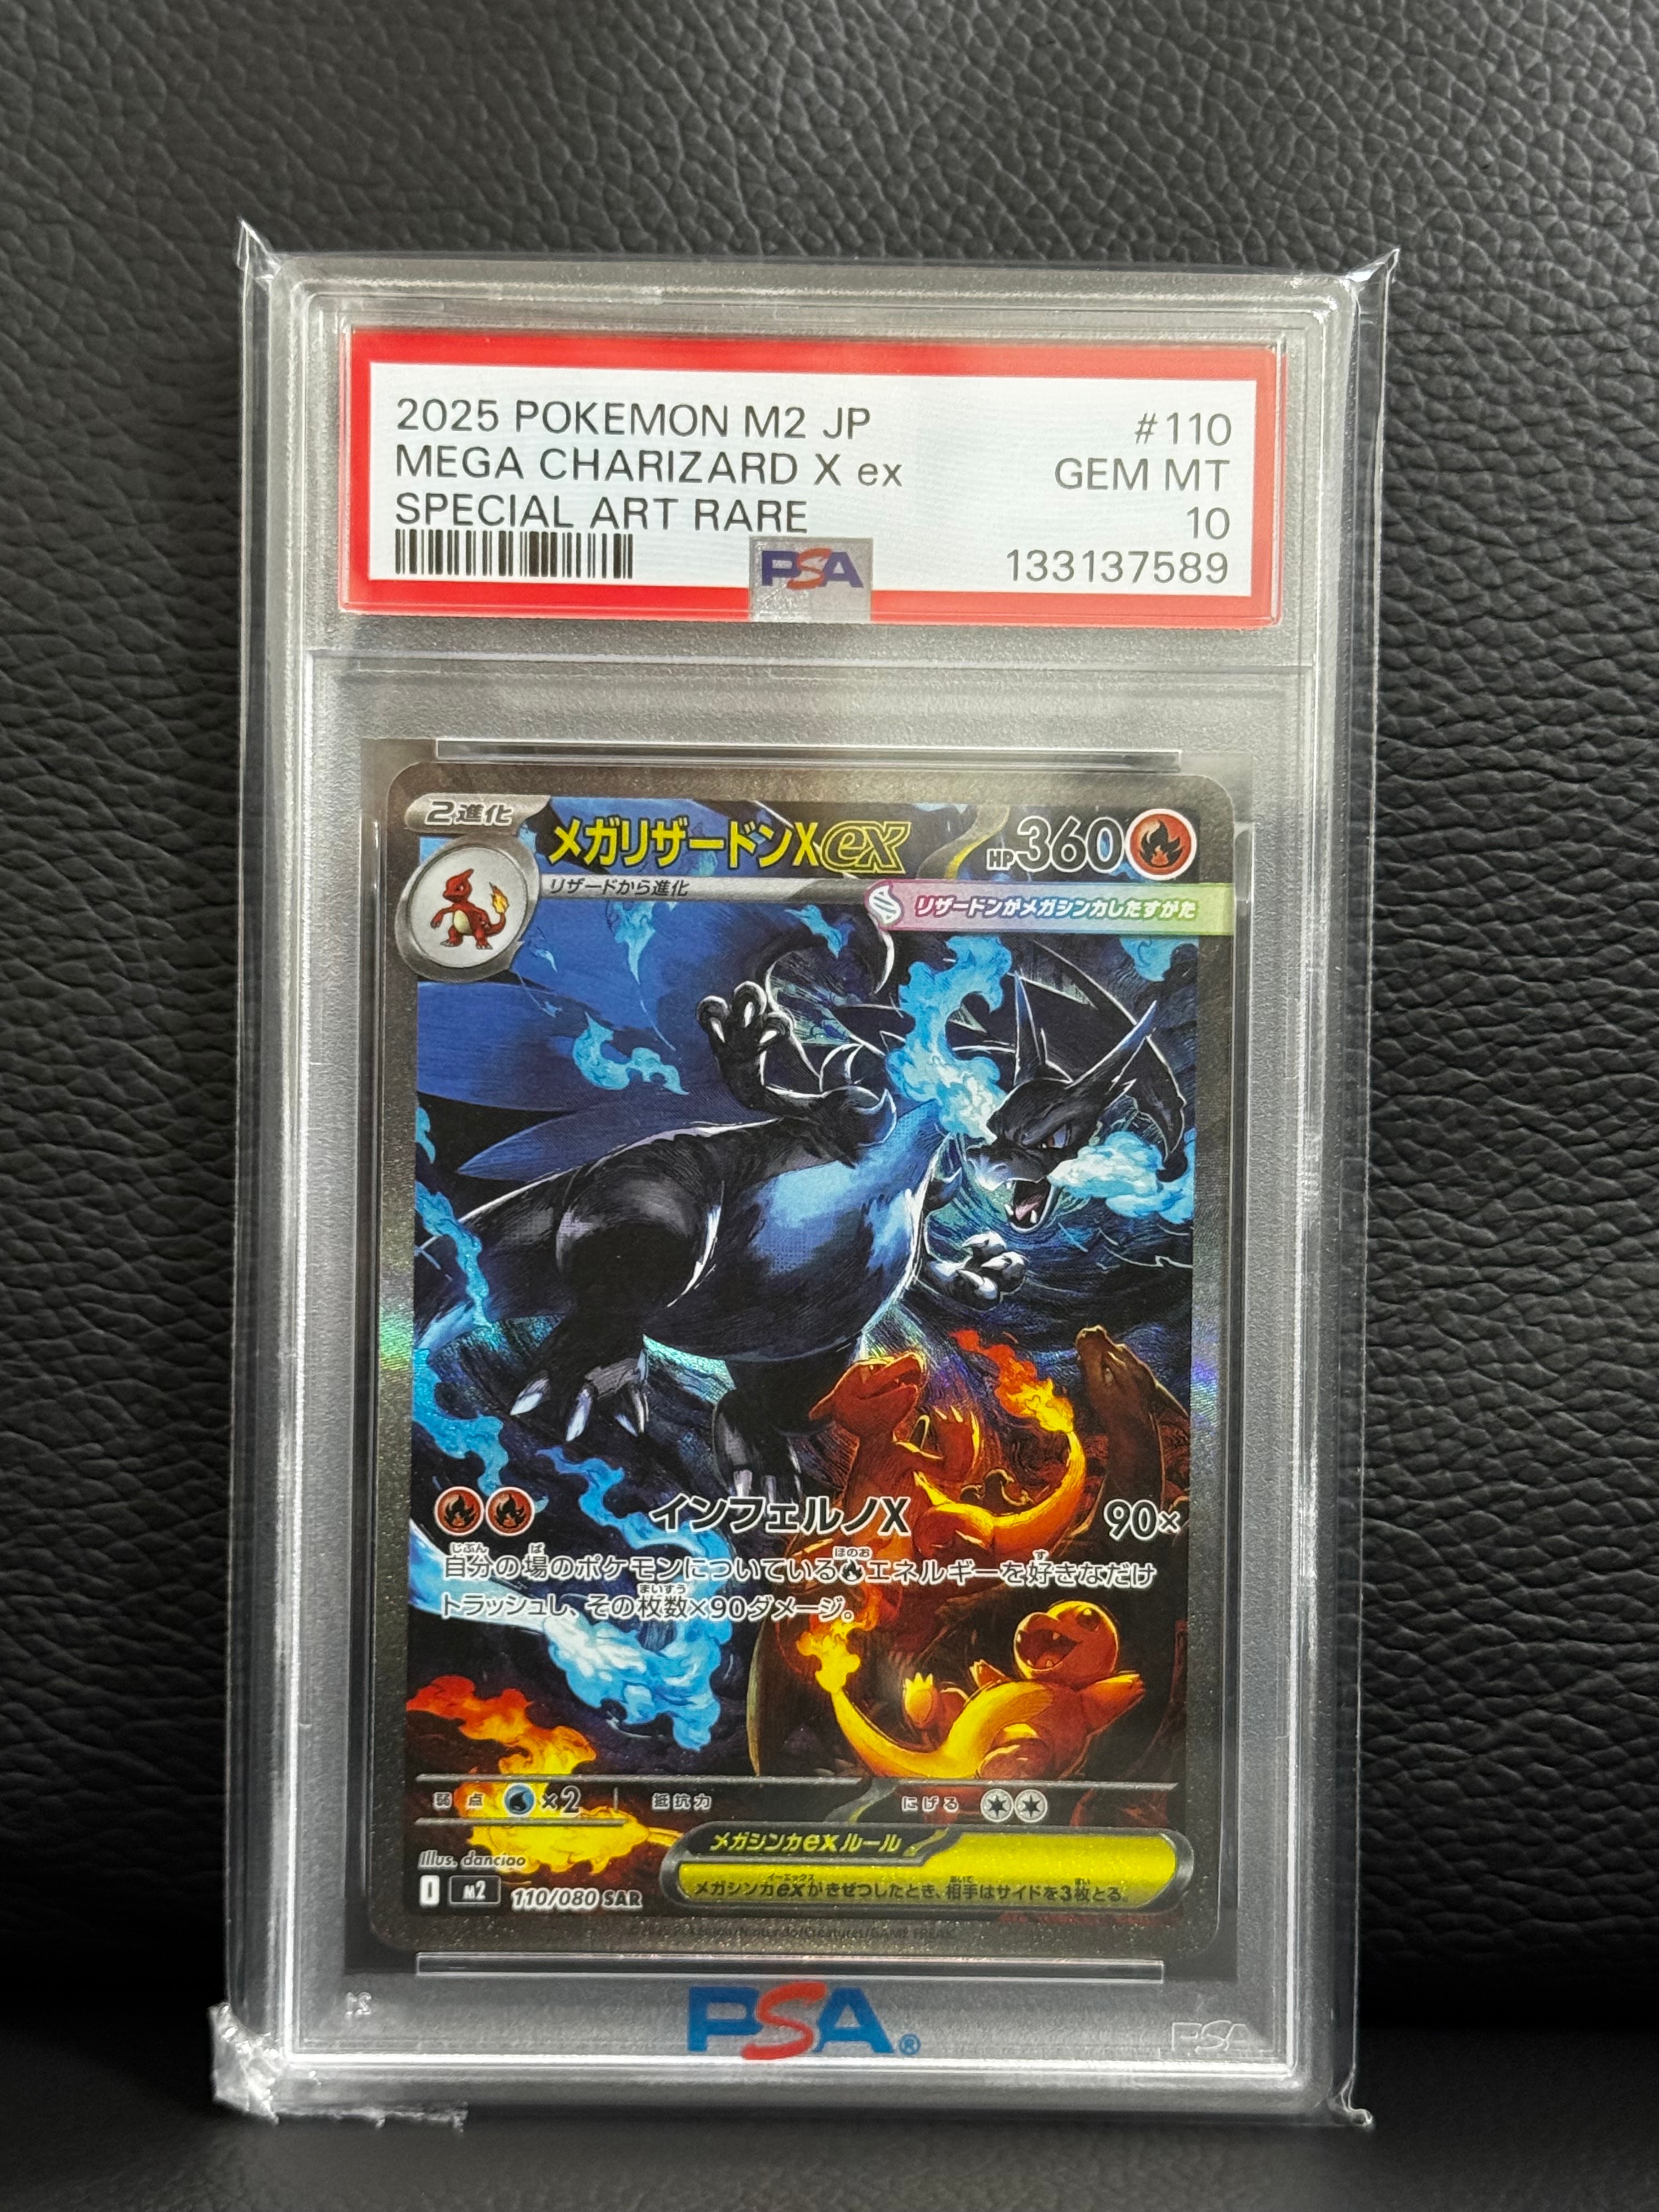 2025 POKEMON M2 JP #110
MEGA CHARIZARD X ex GEM MT
SPECIAL ART RARE 10
PSA 133137589
2進化 メガリザードンXex HP360
リザードから進化
リザードンがメガシンカしたすがた
インフェルノX 90×
自分の場のポケモンについているエネルギーを好きなだけ
トラッシュし、その枚数×90ダメージ。
弱点 ×2 抵抗力 にげる
メガシンカexルール
メガシンカexがきぜつしたとき、相手はサイドを3枚とる。
Illus. danciao
I M2 110/080 SAR
PSA®
PSA